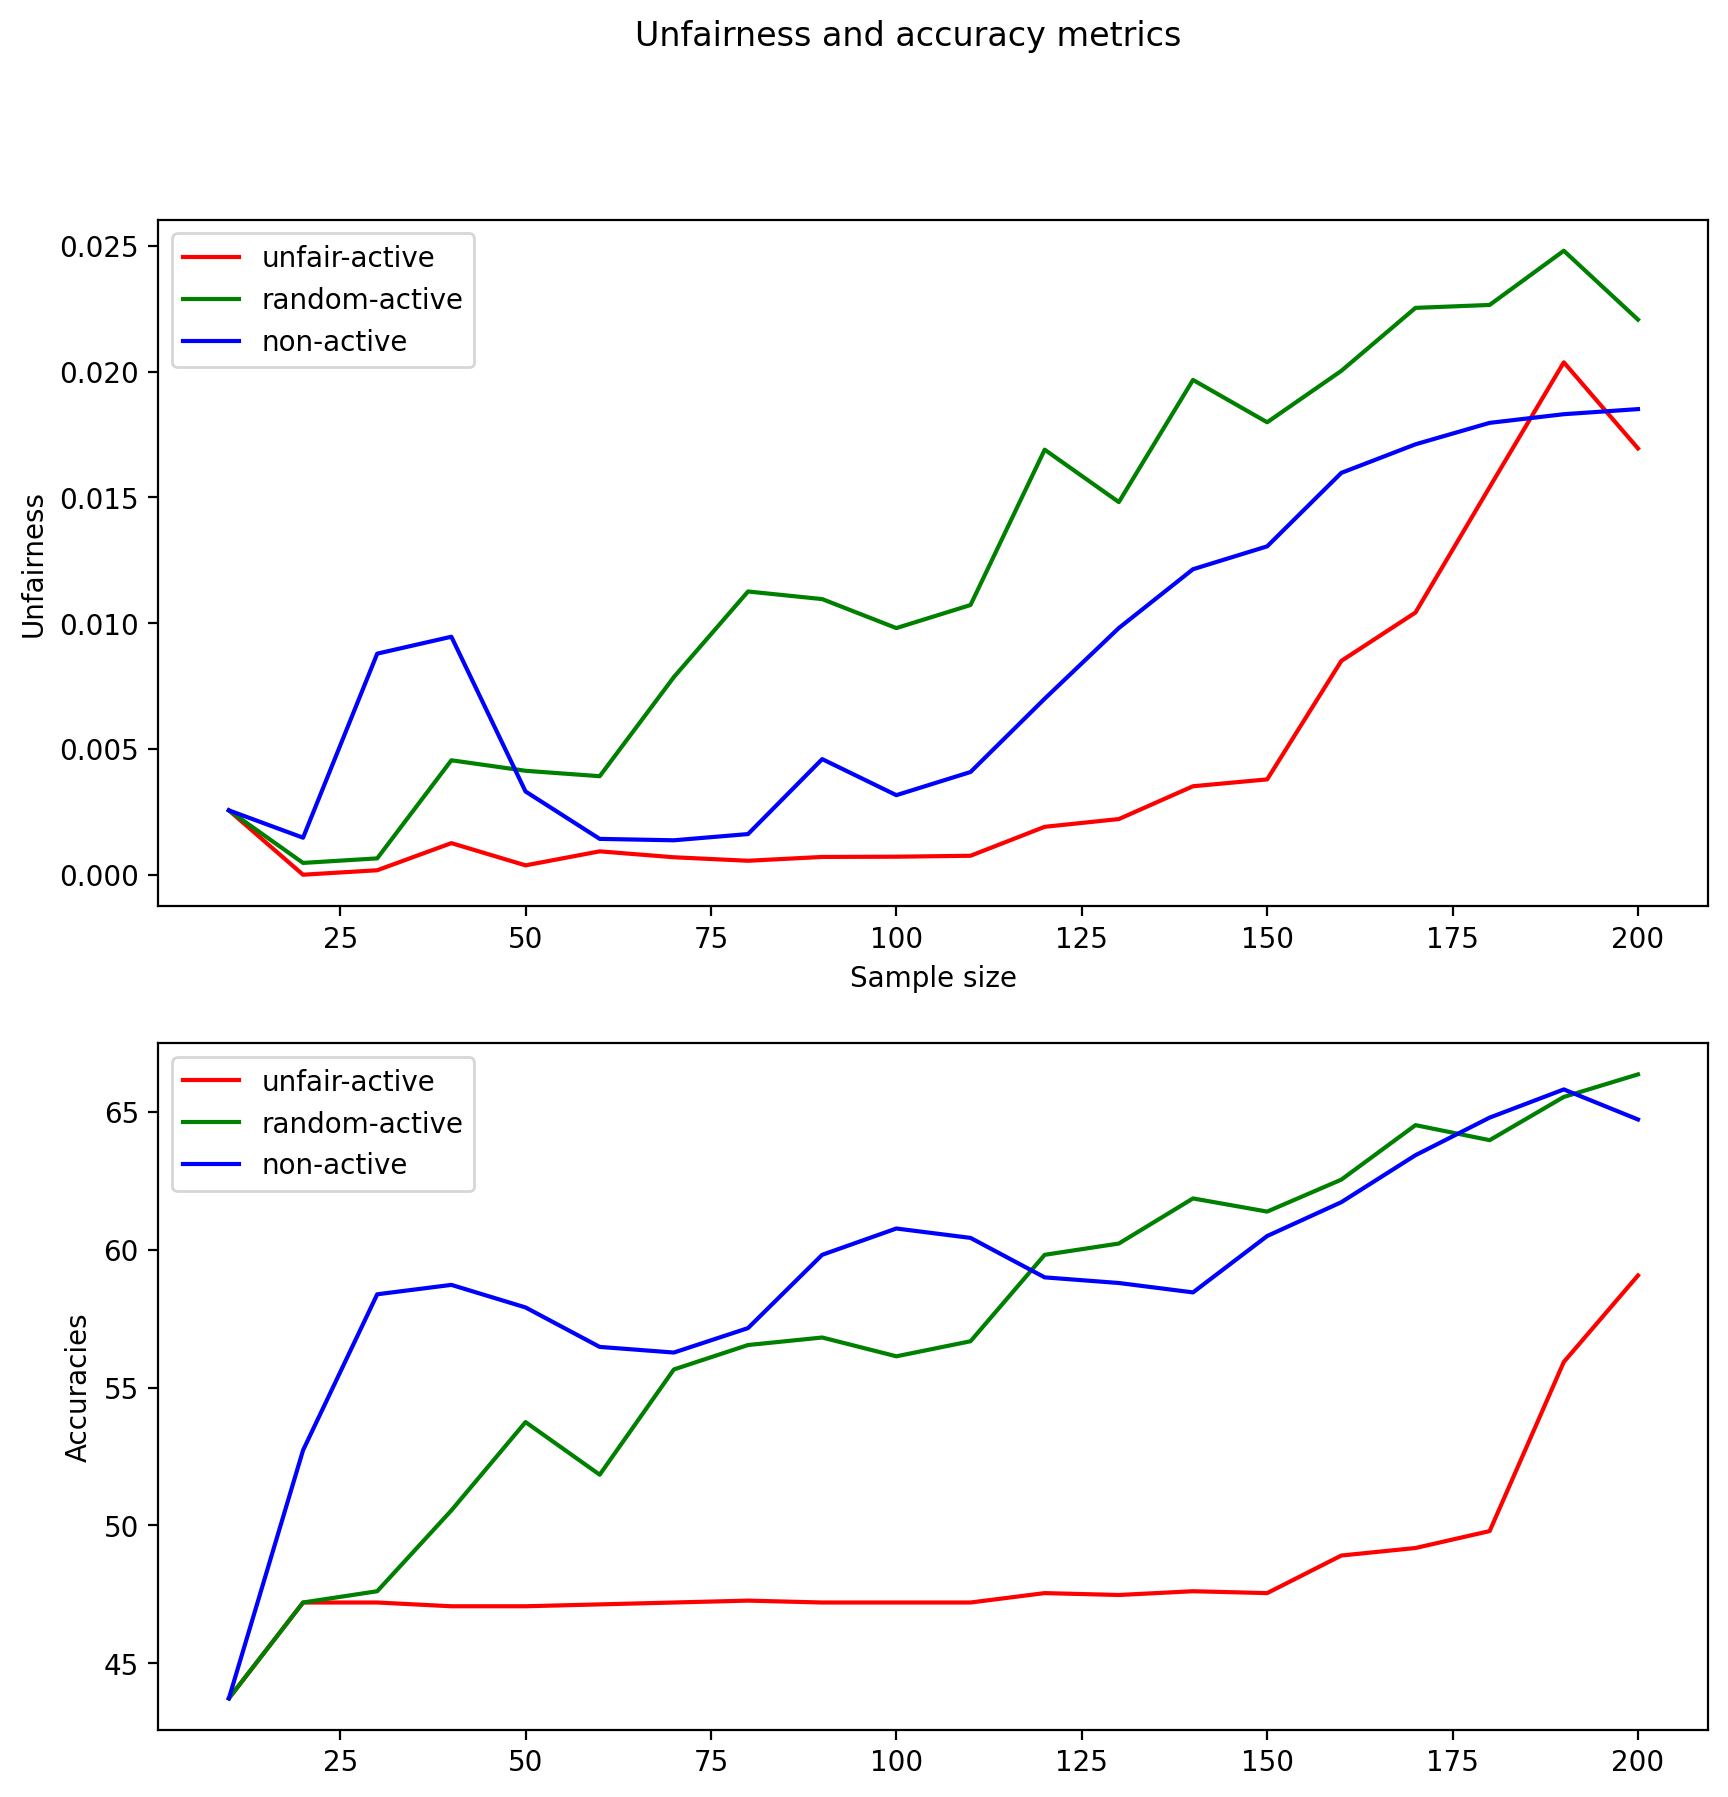 Unfairness and accuracy metrics
unfair-active
random-active
non-active
0.025
0.020
0.015
0.010
0.005
0.000
Unfairness
25 50 75 100 125 150 175 200
Sample size
unfair-active
random-active
non-active
65
60
55
50
45
Accuracies
25 50 75 100 125 150 175 200